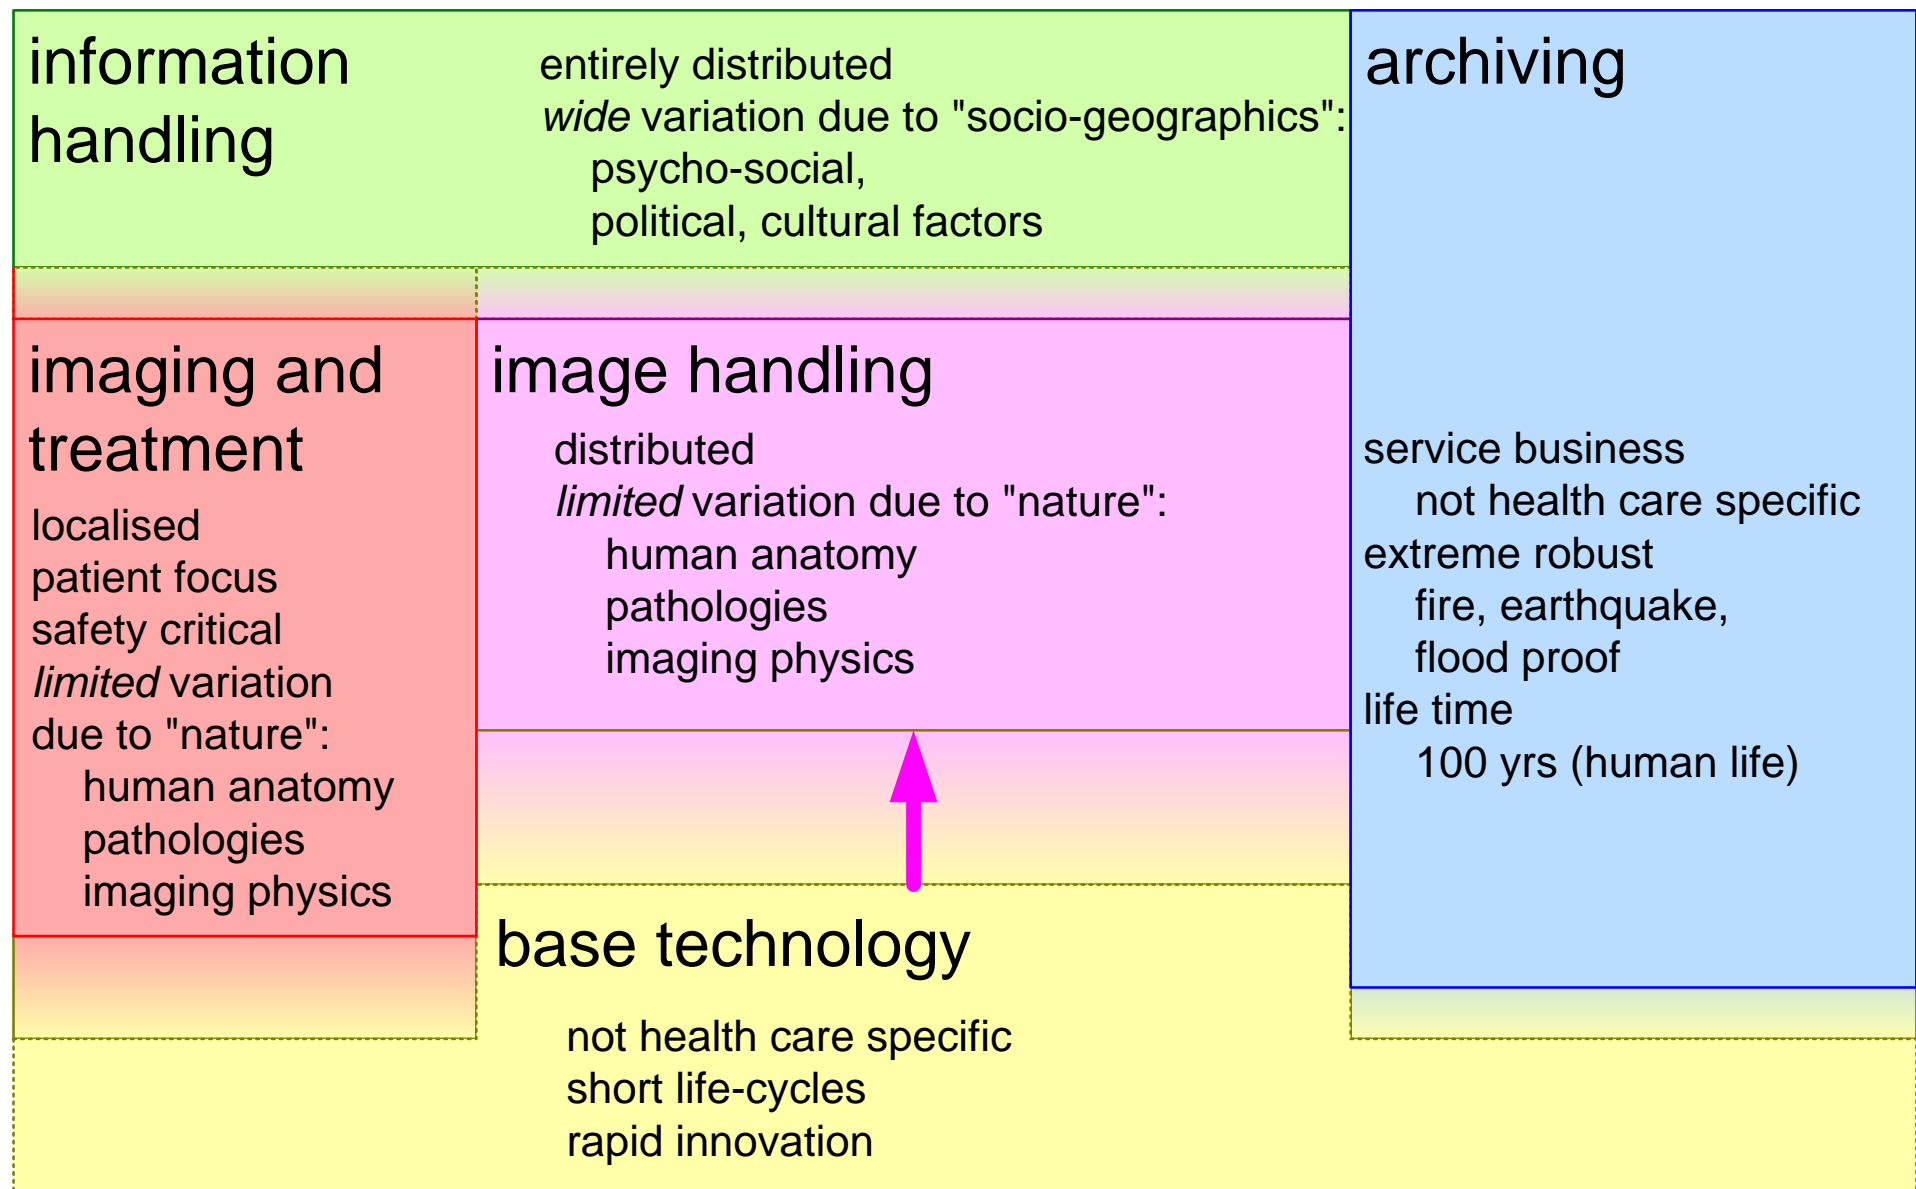 information
handling
entirely distributed
wide variation due to "socio-geographics":
psycho-social,
political, cultural factors
archiving
service business
not health care specific
extreme robust
fire, earthquake,
flood proof
life time
100 yrs (human life)
imaging and
treatment
localised
patient focus
safety critical
limited variation
due to "nature":
human anatomy
pathologies
imaging physics
image handling
distributed
limited variation due to "nature":
human anatomy
pathologies
imaging physics
base technology
not health care specific
short life-cycles
rapid innovation